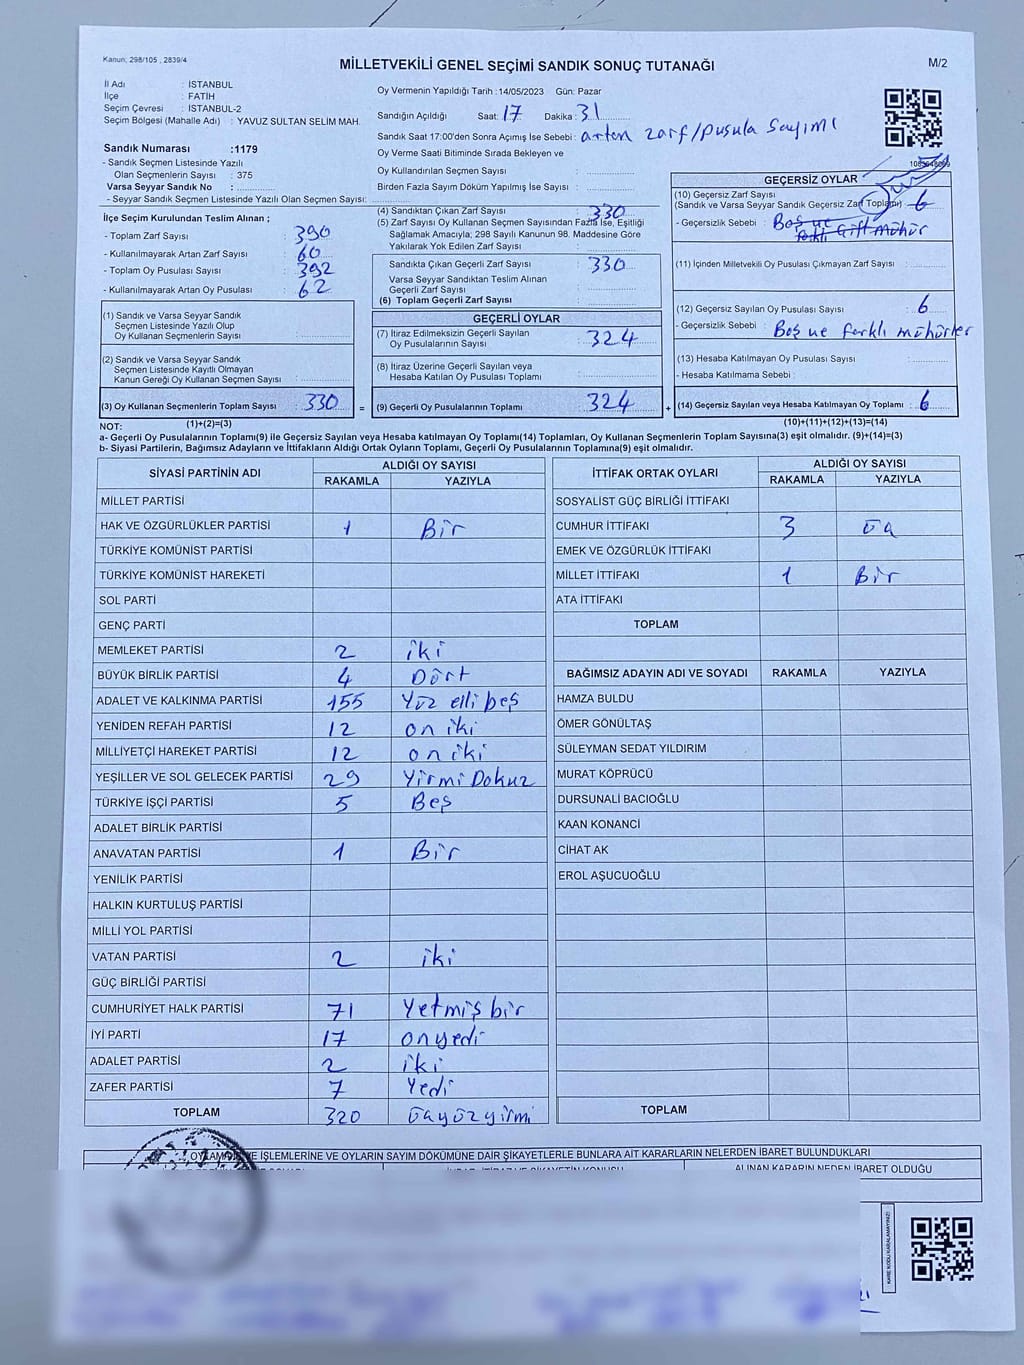 Kanun; 298/105 , 2839/4
MİLLETVEKİLİ GENEL SEÇİMİ SANDIK SONUÇ TUTANAĞI
M/2
İl Adı : İSTANBUL
İlçe : FATİH
Seçim Çevresi : İSTANBUL-2
Seçim Bölgesi (Mahalle Adı) : YAVUZ SULTAN SELİM MAH.
Sandık Numarası :1179
- Sandık Seçmen Listesinde Yazılı
Olan Seçmenlerin Sayısı : 375
Varsa Seyyar Sandık No :
- Seyyar Sandık Seçmen Listesinde Yazılı Olan Seçmen Sayısı:
Oy Vermenin Yapıldığı Tarih :14/05/2023 Gün: Pazar
Sandığın Açıldığı Saat: 17 Dakika : 31
Sandık Saat 17:00'den Sonra Açımış İse Sebebi : artan zarf/pusula sayımı
Oy Verme Saati Bitiminde Sırada Bekleyen ve
Oy Kullandırılan Seçmen Sayısı :
Birden Fazla Sayım Döküm Yapılmış İse Sayısı :
İlçe Seçim Kurulundan Teslim Alınan ;
- Toplam Zarf Sayısı : 390
- Kullanılmayarak Artan Zarf Sayısı : 60
- Toplam Oy Pusulası Sayısı : 392
- Kullanılmayarak Artan Oy Pusulası : 62
(1) Sandık ve Varsa Seyyar Sandık
Seçmen Listesinde Yazılı Olup
Oy Kullanan Seçmenlerin Sayısı :
(2) Sandık ve Varsa Seyyar Sandık
Seçmen Listesinde Kayıtlı Olmayan
Kanun Gereği Oy Kullanan Seçmen Sayısı :
(3) Oy Kullanan Seçmenlerin Toplam Sayısı : 330
(1)+(2)=(3)
(4) Sandıktan Çıkan Zarf Sayısı : 330
(5) Zarf Sayısı Oy Kullanan Seçmen Sayısından Fazla İse, Eşitliği
Sağlamak Amacıyla; 298 Sayılı Kanunun 98. Maddesine Göre
Yakılarak Yok Edilen Zarf Sayısı :
Sandıkta Çıkan Geçerli Zarf Sayısı : 330
Varsa Seyyar Sandıktan Teslim Alınan
Geçerli Zarf Sayısı :
(6) Toplam Geçerli Zarf Sayısı :
GEÇERLİ OYLAR
(7) İtiraz Edilmeksizin Geçerli Sayılan
Oy Pusulalarının Sayısı : 324
(8) İtiraz Üzerine Geçerli Sayılan veya
Hesaba Katılan Oy Pusulası Toplamı :
= (9) Geçerli Oy Pusulalarının Toplamı : 324
GEÇERSİZ OYLAR
(10) Geçersiz Zarf Sayısı
(Sandık ve Varsa Seyyar Sandık Geçersiz Zarf Toplamı) : 6
- Geçersizlik Sebebi : Boş ve
farklı Çift mühür
(11) İçinden Milletvekili Oy Pusulası Çıkmayan Zarf Sayısı :
(12) Geçersiz Sayılan Oy Pusulası Sayısı : 6
- Geçersizlik Sebebi : Boş ve farklı mühürler
(13) Hesaba Katılmayan Oy Pusulası Sayısı :
- Hesaba Katılmama Sebebi :
+ (14) Geçersiz Sayılan veya Hesaba Katılmayan Oy Toplamı : 6
(10)+(11)+(12)+(13)=(14)
NOT:
a- Geçerli Oy Pusulalarının Toplamı(9) ile Geçersiz Sayılan veya Hesaba katılmayan Oy Toplamı(14) Toplamları, Oy Kullanan Seçmenlerin Toplam Sayısına(3) eşit olmalıdır. (9)+(14)=(3)
b- Siyasi Partilerin, Bağımsız Adayların ve İttifakların Aldığı Ortak Oyların Toplamı, Geçerli Oy Pusulalarının Toplamına(9) eşit olmalıdır.
SİYASİ PARTİNİN ADI ALDIĞI OY SAYISI
RAKAMLA YAZIYLA
MİLLET PARTİSİ
HAK VE ÖZGÜRLÜKLER PARTİSİ 1 Bir
TÜRKİYE KOMÜNİST PARTİSİ
TÜRKİYE KOMÜNİST HAREKETİ
SOL PARTİ
GENÇ PARTİ
MEMLEKET PARTİSİ 2 iki
BÜYÜK BİRLİK PARTİSİ 4 Dört
ADALET VE KALKINMA PARTİSİ 155 Yüz elli beş
YENİDEN REFAH PARTİSİ 12 on iki
MİLLİYETÇİ HAREKET PARTİSİ 12 on iki
YEŞİLLER VE SOL GELECEK PARTİSİ 29 Yirmi Dokuz
TÜRKİYE İŞÇİ PARTİSİ 5 Beş
ADALET BİRLİK PARTİSİ
ANAVATAN PARTİSİ 1 Bir
YENİLİK PARTİSİ
HALKIN KURTULUŞ PARTİSİ
MİLLİ YOL PARTİSİ
VATAN PARTİSİ 2 iki
GÜÇ BİRLİĞİ PARTİSİ
CUMHURİYET HALK PARTİSİ 71 Yetmiş bir
İYİ PARTİ 17 onyedi
ADALET PARTİSİ 2 iki
ZAFER PARTİSİ 7 Yedi
TOPLAM 320 üçyüzyirmi
İTTİFAK ORTAK OYLARI ALDIĞI OY SAYISI
RAKAMLA YAZIYLA
SOSYALİST GÜÇ BİRLİĞİ İTTİFAKI
CUMHUR İTTİFAKI 3 üç
EMEK VE ÖZGÜRLÜK İTTİFAKI
MİLLET İTTİFAKI 1 Bir
ATA İTTİFAKI
TOPLAM
BAĞIMSIZ ADAYIN ADI VE SOYADI RAKAMLA YAZIYLA
HAMZA BULDU
ÖMER GÖNÜLTAŞ
SÜLEYMAN SEDAT YILDIRIM
MURAT KÖPRÜCÜ
DURSUNALİ BACIOĞLU
KAAN KONANCİ
CİHAT AK
EROL AŞUCUOĞLU
TOPLAM
İŞLEMLERİNE VE OYLARIN SAYIM DÖKÜMÜNE DAİR ŞİKAYETLERLE BUNLARA AİT KARARLARIN NELERDEN İBARET BULUNDUKLARI
ALINAN KARARIN NEDEN İBARET OLDUĞU
KARE KODU KARALAMAYINIZ!